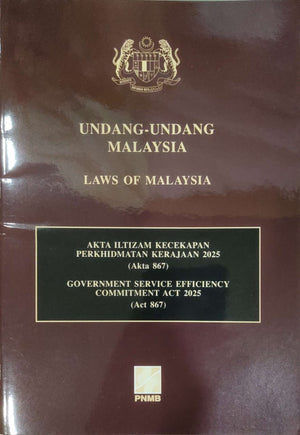 UNDANG-UNDANG
MALAYSIA
LAWS OF MALAYSIA
AKTA ILTIZAM KECEKAPAN
PERKHIDMATAN KERAJAAN 2025
(Akta 867)
GOVERNMENT SERVICE EFFICIENCY
COMMITMENT ACT 2025
(Act 867)
PNMB